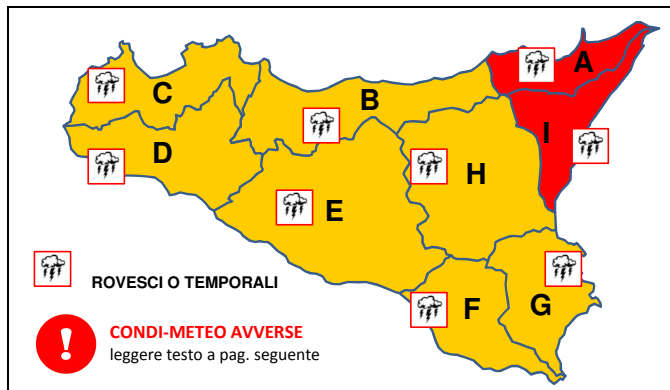 A
C
B
I
D
H
E
ROVESCI O TEMPORALI
F
G
!
CONDI-METEO AVVERSE
leggere testo a pag. seguente